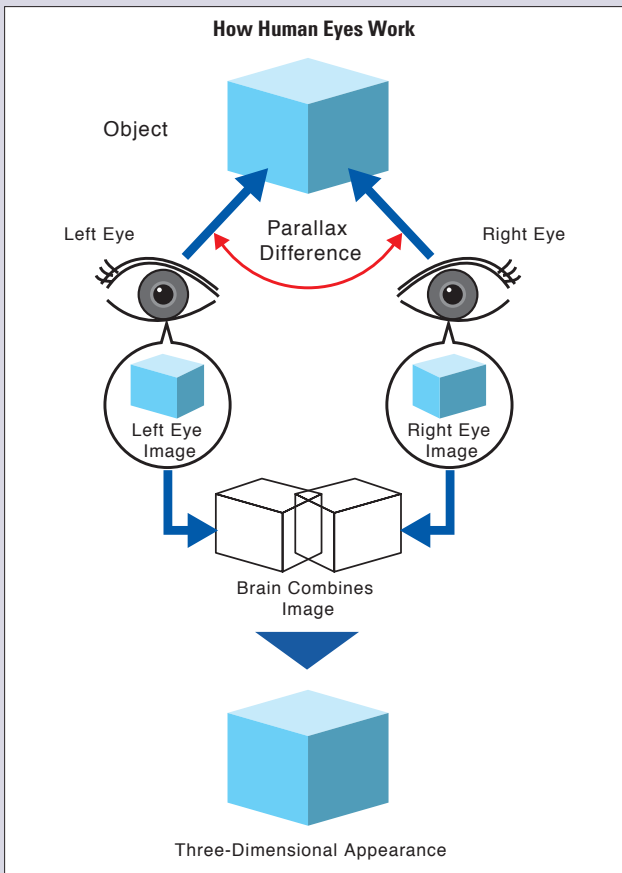 How Human Eyes Work
Object
Left Eye
Parallax
Difference
Right Eye
Left Eye
Image
Right Eye
Image
Brain Combines
Image
Three-Dimensional Appearance